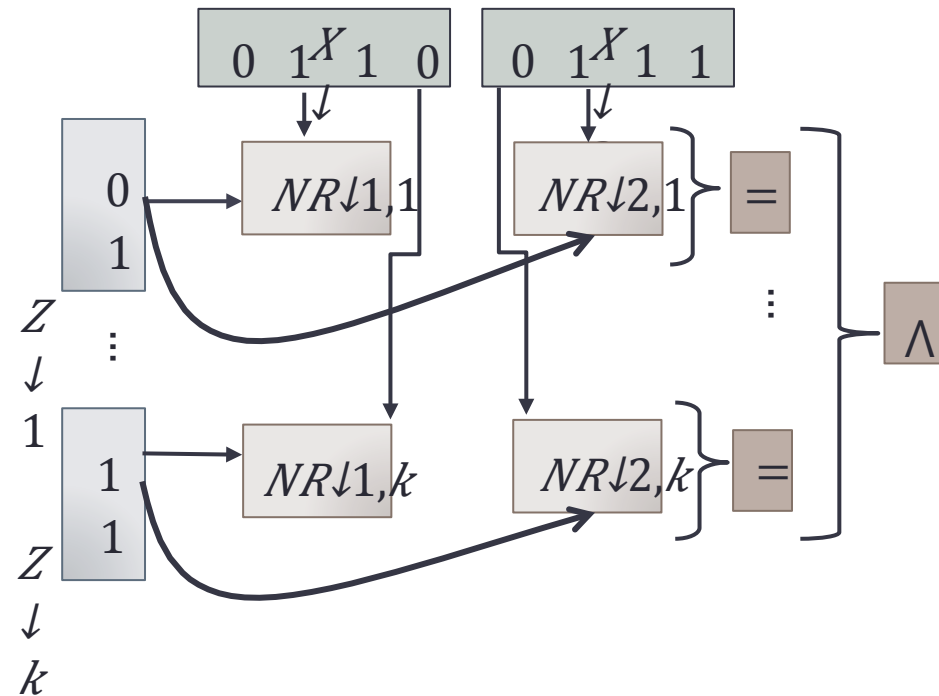 0 1 X 1 0
0 1 X 1 1
↓
↓
0
1
NR↓1,1
NR↓2,1
=
Z
↓
1
⋮
⋮
∧
1
1
NR↓1,k
NR↓2,k
=
Z
↓
k